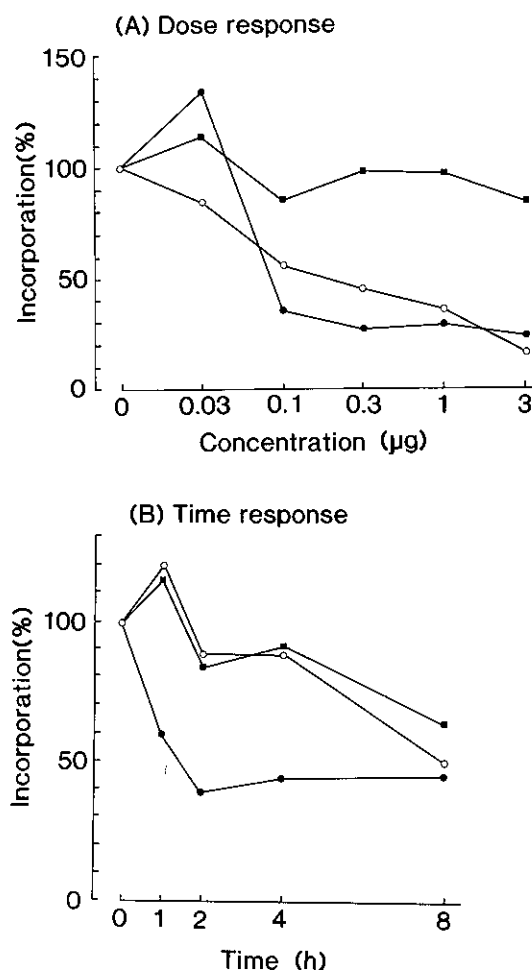 (A) Dose response
150
100
50
0
Incorporation(%)
0 0.03 0.1 0.3 1 3
Concentration (µg)
(B) Time response
100
50
0
Incorporation(%)
0 1 2 4 8
Time (h)